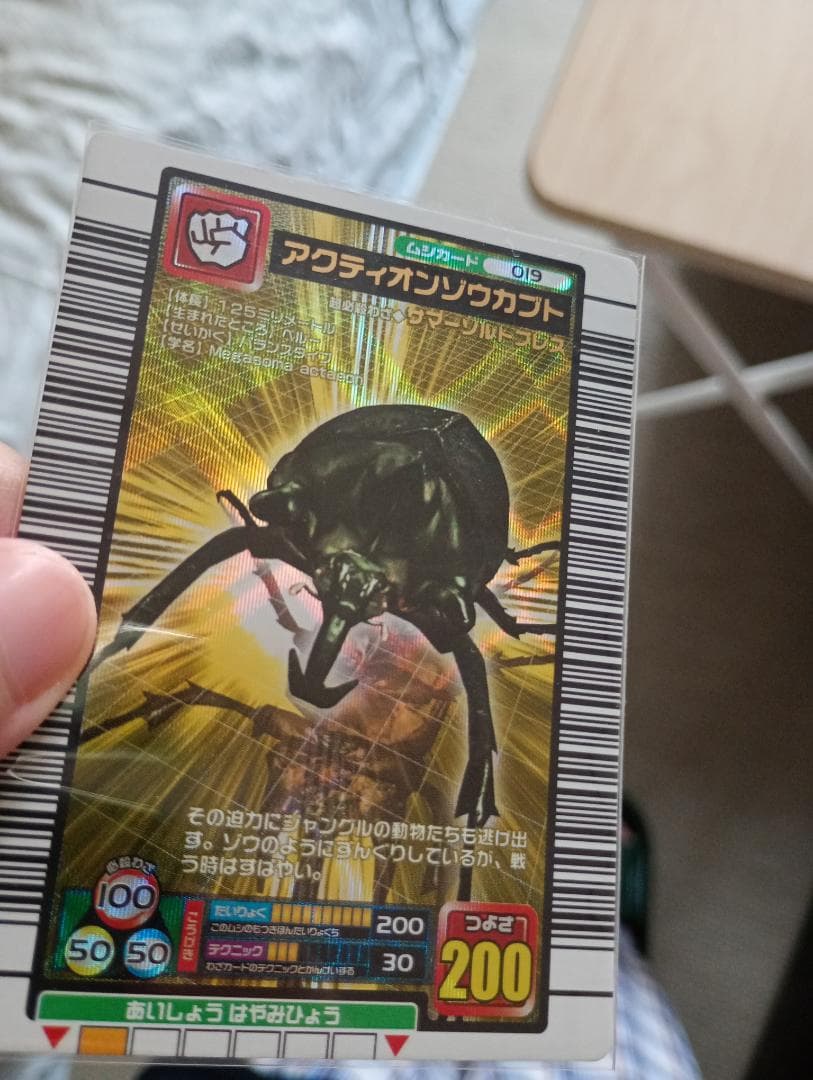 ムシカード 019
アクティオンゾウカブト
超必殺わざ◇サマーソルトプレス
[体長] 125ミリメートル
[生まれたところ] ペルー
[せいかく] バランスタイプ
[学名] Megasoma actaeon
その迫力にジャングルの動物たちも逃げ出
す。ゾウのようにずんぐりしているが、戦
う時はすばやい。
必殺わざ
100
50 50
こうげき
たいりょく 200
このムシのもつきほんたいりょくち
テクニック 30
わざカードのテクニックとかんけいする
つよさ
200
あいしょう はやみひょう